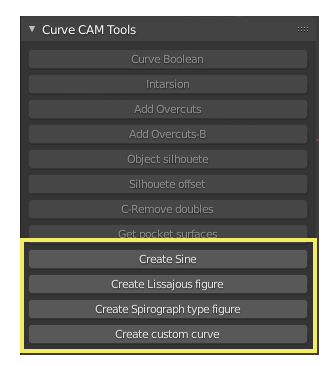 Curve CAM Tools
Curve Boolean
Intarsion
Add Overcuts
Add Overcuts-B
Object silhouete
Silhouete offset
C-Remove doubles
Get pocket surfaces
Create Sine
Create Lissajous figure
Create Spirograph type figure
Create custom curve